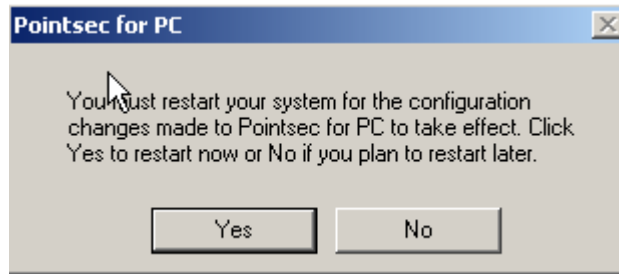 Pointsec for PC
You must restart your system for the configuration
changes made to Pointsec for PC to take effect. Click
Yes to restart now or No if you plan to restart later.
Yes
No